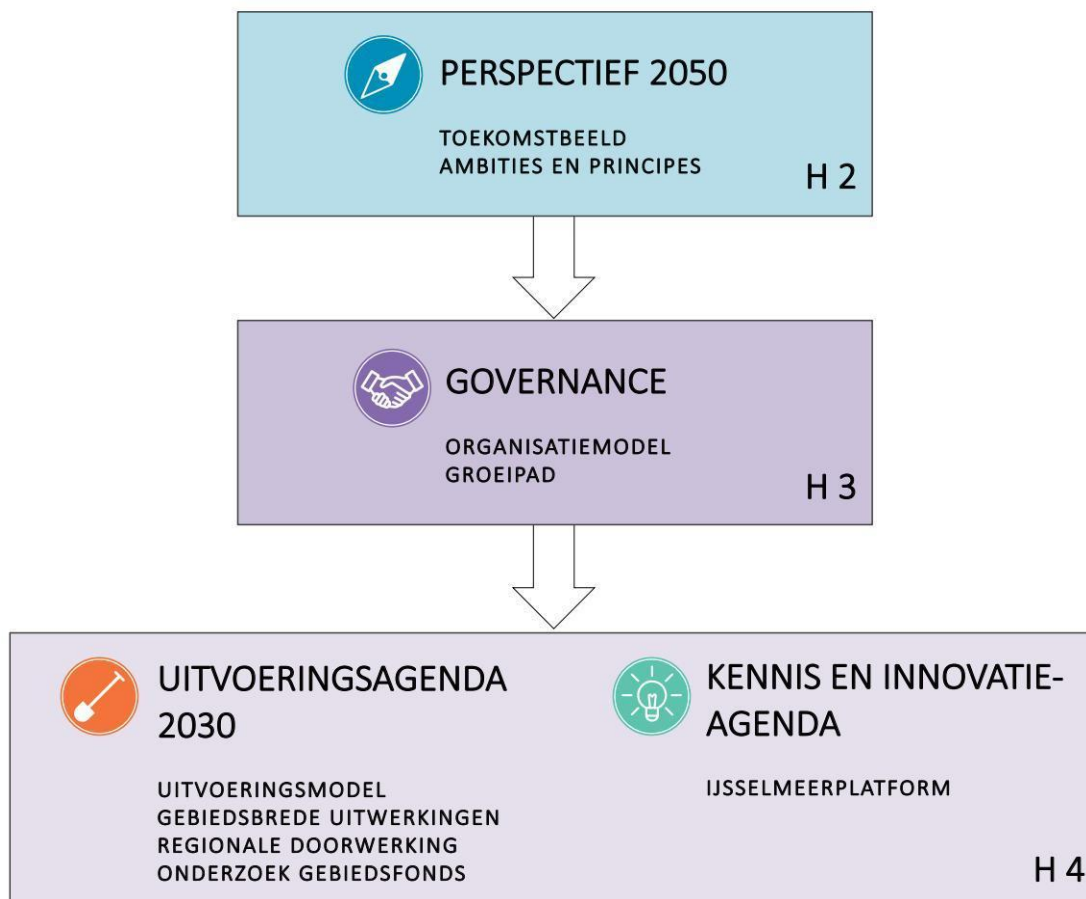 PERSPECTIEF 2050
TOEKOMSTBEELD
AMBITIES EN PRINCIPES
H 2
GOVERNANCE
ORGANISATIEMODEL
GROEIPAD
H 3
UITVOERINGSAGENDA
2030
UITVOERINGSMODEL
GEBIEDSBREDE UITWERKINGEN
REGIONALE DOORWERKING
ONDERZOEK GEBIEDSFONDS
KENNIS EN INNOVATIE-
AGENDA
IJSSELMEERPLATFORM
H 4